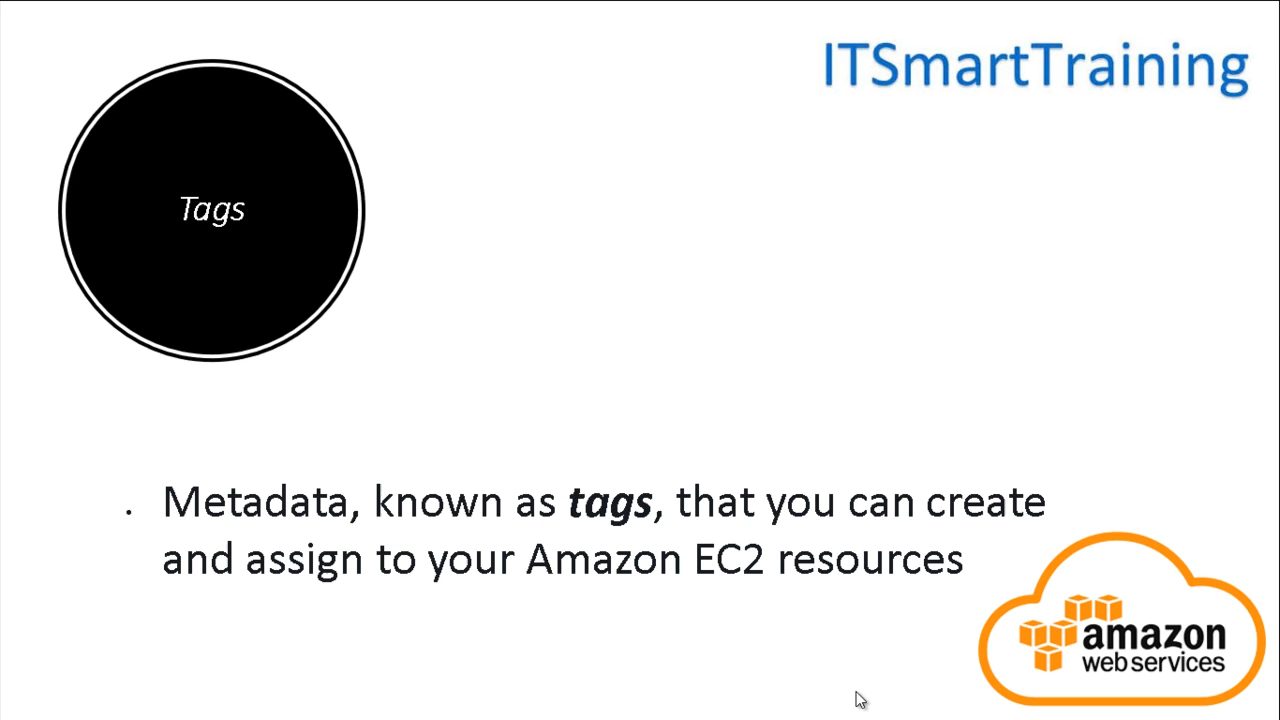 ITSmartTraining
Tags
. Metadata, known as tags, that you can create
and assign to your Amazon EC2 resources
amazon
web services